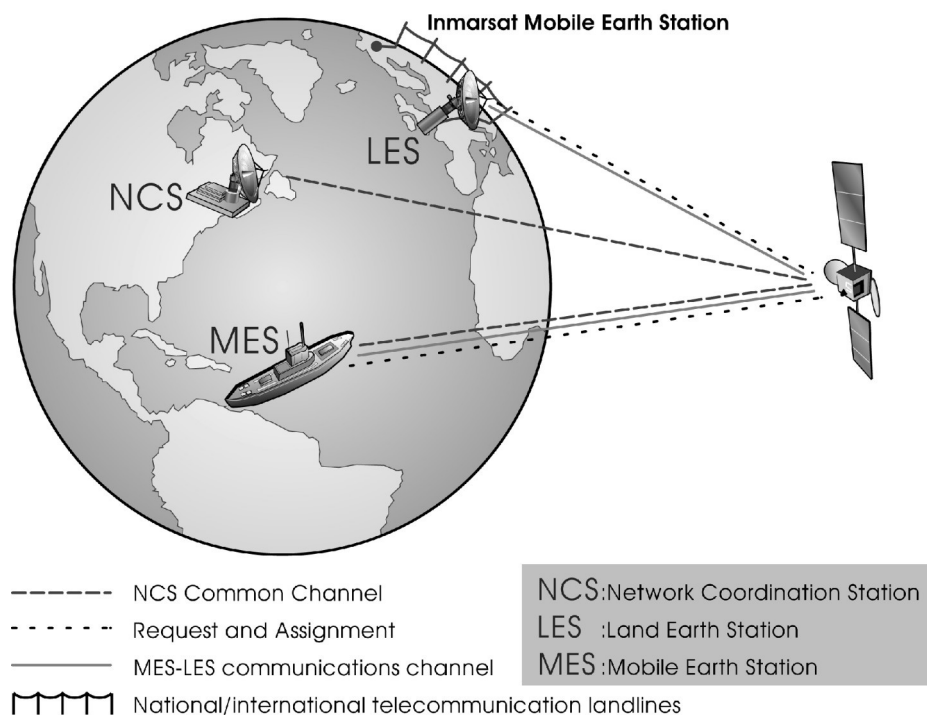 Inmarsat Mobile Earth Station
LES
NCS
MES
NCS Common Channel
Request and Assignment
MES-LES communications channel
National/international telecommunication landlines
NCS:Network Coordination Station
LES :Land Earth Station
MES:Mobile Earth Station